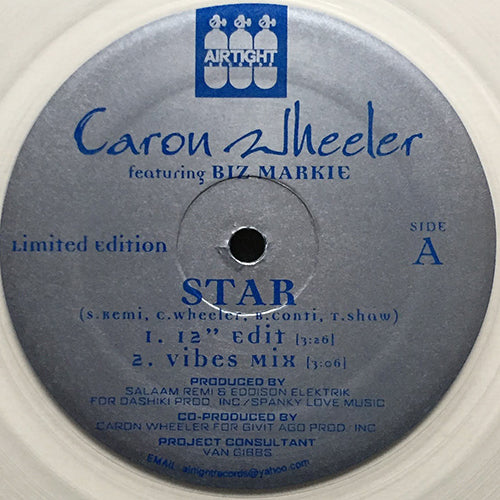 AIRTIGHT
RECORDS
Caron Wheeler
featuring BIZ MARKIE
Limited Edition
SIDE
A
STAR
(S.Remi, C.Wheeler, B.Conti, T.Shaw)
1. 12” Edit [3:26]
2. Vibes Mix [3:06]
PRODUCED BY
SALAAM REMI & EDDISON ELEKTRIK
FOR DASHIKI PROD. INC./SPANKY LOVE MUSIC
CO-PRODUCED BY
CARON WHEELER FOR GIVIT AGO PROD. INC
PROJECT CONSULTANT
VAN GIBBS
EMAIL: airtightrecords@yahoo.com